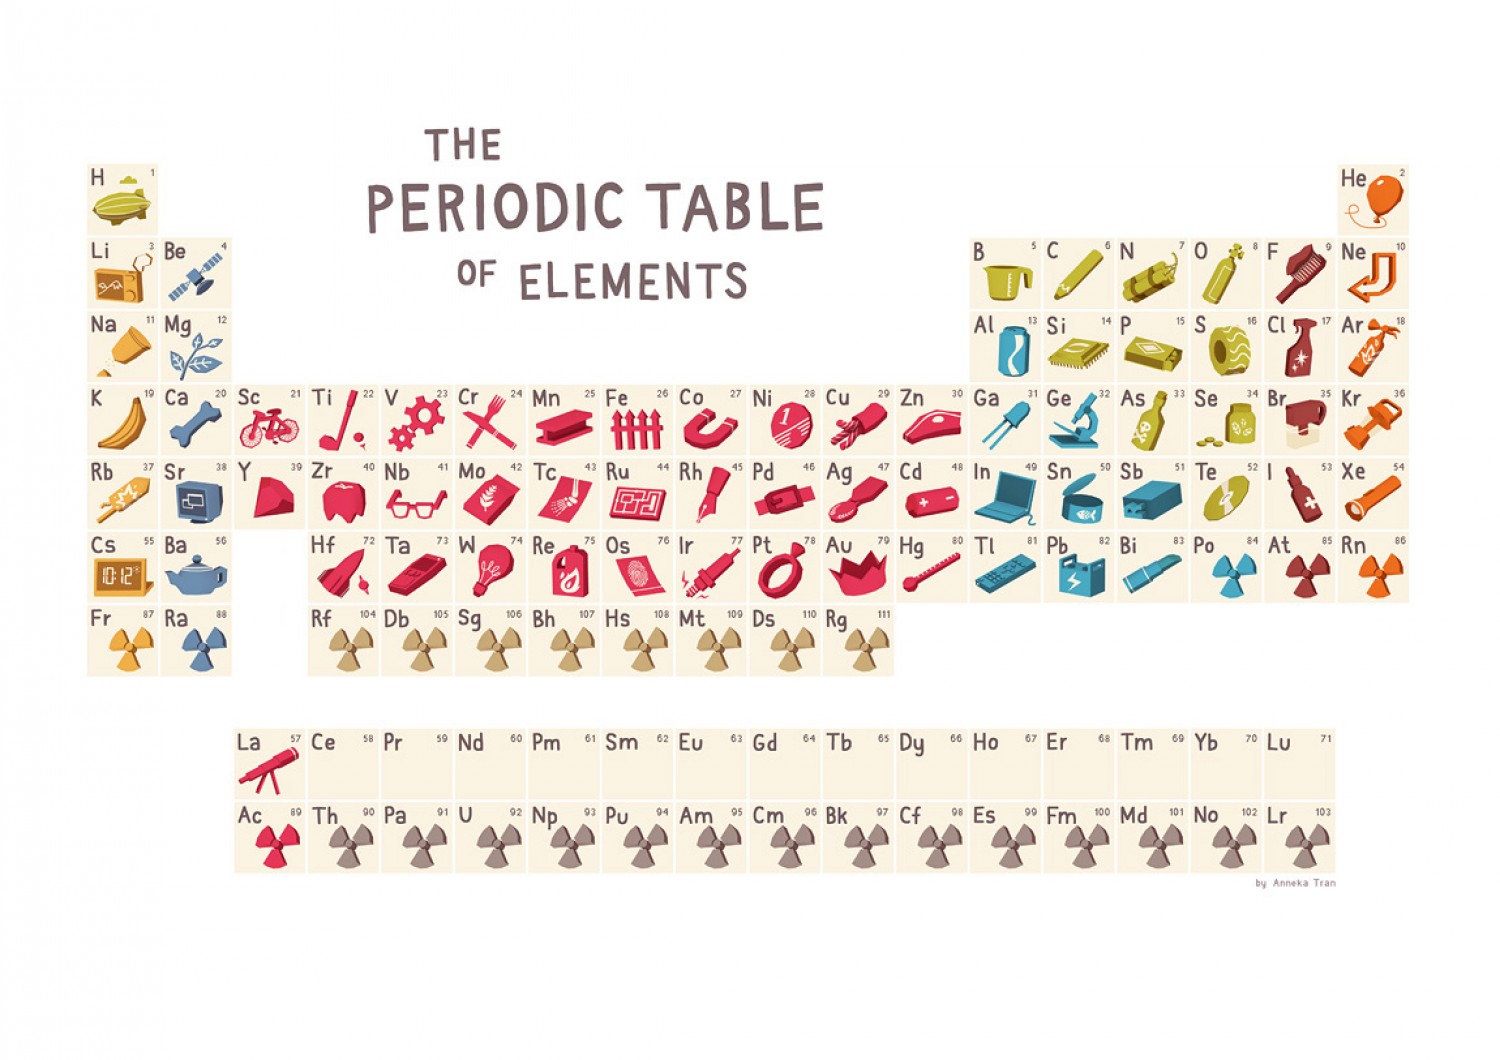 THE
PERIODIC TABLE
OF ELEMENTS
H 1 He 2
Li 3 Be 4 B 5 C 6 N 7 O 8 F 9 Ne 10
Na 11 Mg 12 Al 13 Si 14 P 15 S 16 Cl 17 Ar 18
K 19 Ca 20 Sc 21 Ti 22 V 23 Cr 24 Mn 25 Fe 26 Co 27 Ni 28 Cu 29 Zn 30 Ga 31 Ge 32 As 33 Se 34 Br 35 Kr 36
1
Rb 37 Sr 38 Y 39 Zr 40 Nb 41 Mo 42 Tc 43 Ru 44 Rh 45 Pd 46 Ag 47 Cd 48 In 49 Sn 50 Sb 51 Te 52 I 53 Xe 54
Cs 55 Ba 56 Hf 72 Ta 73 W 74 Re 75 Os 76 Ir 77 Pt 78 Au 79 Hg 80 Tl 81 Pb 82 Bi 83 Po 84 At 85 Rn 86
10:12
Fr 87 Ra 88 Rf 104 Db 105 Sg 106 Bh 107 Hs 108 Mt 109 Ds 110 Rg 111
La 57 Ce 58 Pr 59 Nd 60 Pm 61 Sm 62 Eu 63 Gd 64 Tb 65 Dy 66 Ho 67 Er 68 Tm 69 Yb 70 Lu 71
Ac 89 Th 90 Pa 91 U 92 Np 93 Pu 94 Am 95 Cm 96 Bk 97 Cf 98 Es 99 Fm 100 Md 101 No 102 Lr 103
by Anneka Tran